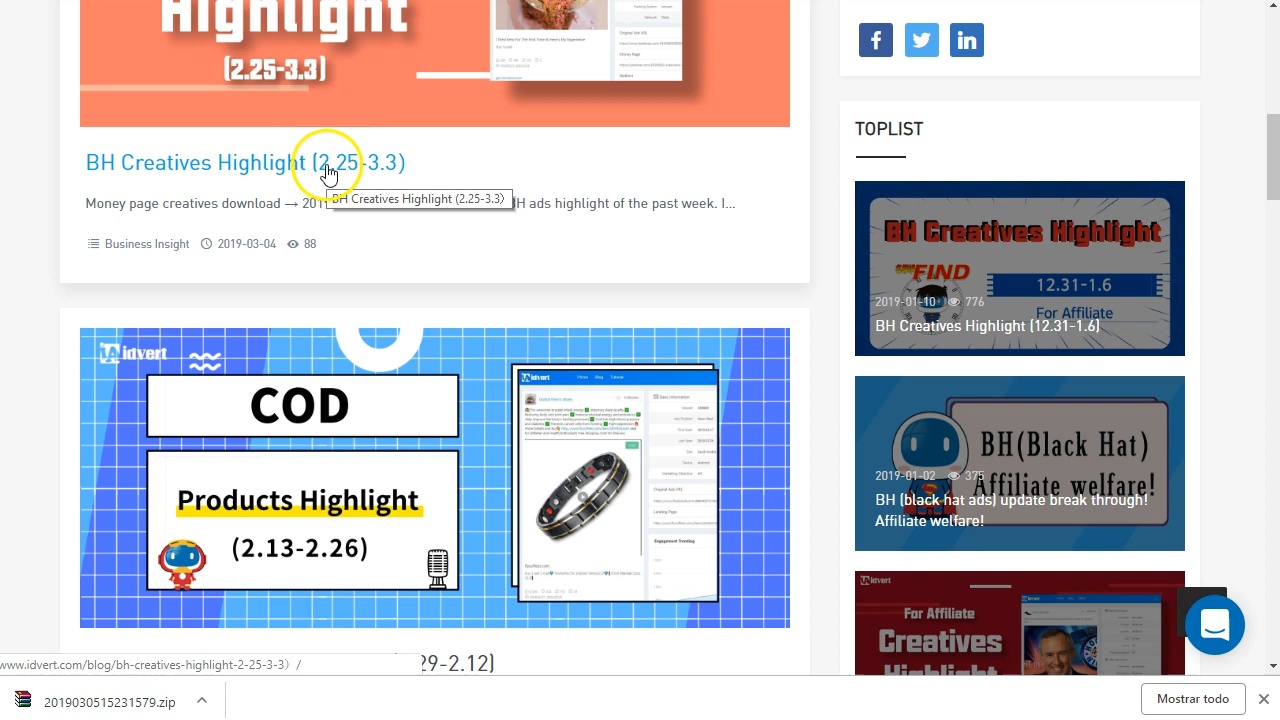 Highlight
(2.25-3.3)
BH Creatives Highlight (2.25-3.3)
BH Creatives Highlight (2.25-3.3)
Money page creatives download → 201 BH ads highlight of the past week. I...
Business Insight 2019-03-04 88
idvert
COD
Products Highlight
(2.13-2.26)
29-2.12)
TOPLIST
BH Creatives Highlight
FIND
12.31-1.6
For Affiliate
2019-01-10 776
BH Creatives Highlight (12.31-1.6)
BH(Black Hat)
Affiliate welfare!
2019-01-02 375
BH (black hat ads) update break through!
Affiliate welfare!
idvert
For Affiliate
Creatives
Highlight
www.idvert.com/blog/bh-creatives-highlight-2-25-3-3）/
2019030515231579.zip
Mostrar todo